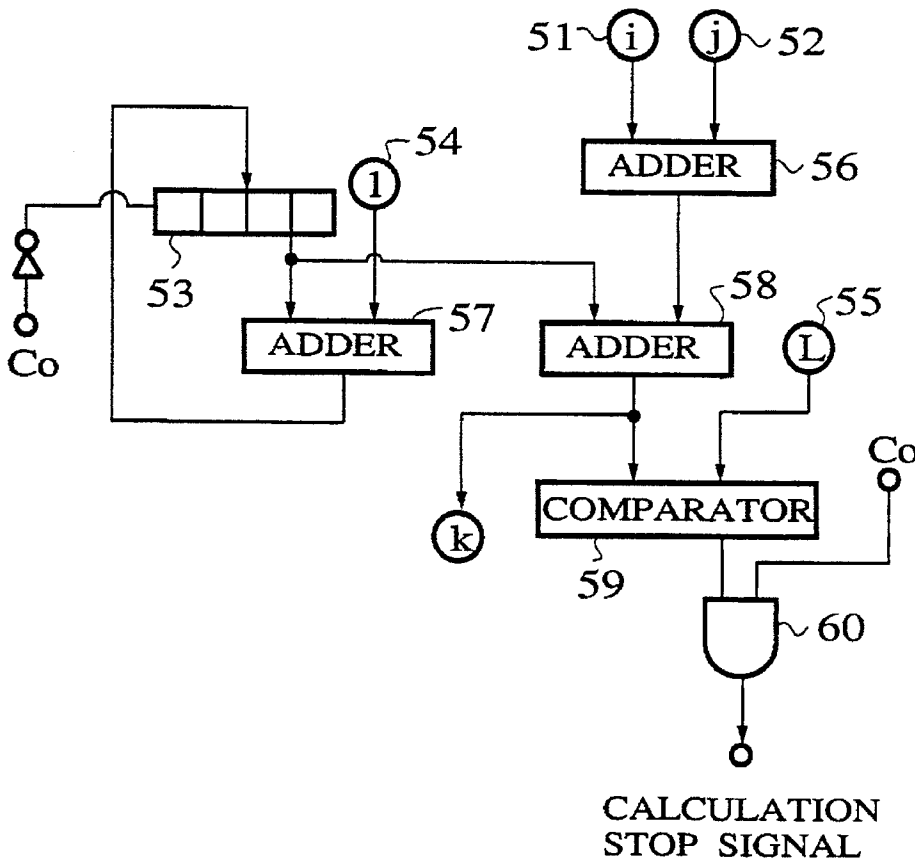 51 i j 52
54
1
ADDER 56
53
Co
57
ADDER
58
ADDER
55
L
Co
k
COMPARATOR
59
60
CALCULATION
STOP SIGNAL